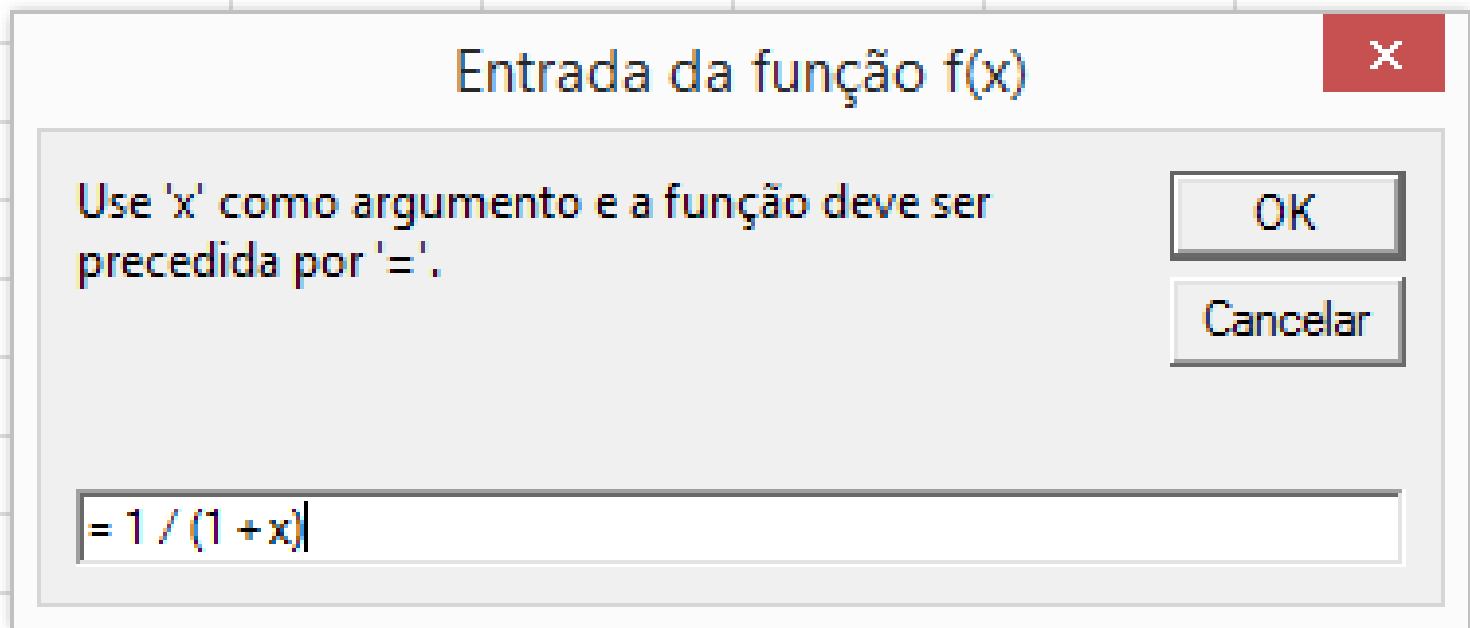 Entrada da função f(x)
Use 'x' como argumento e a função deve ser
precedida por '='.
OK
Cancelar
= 1 / (1 + x)